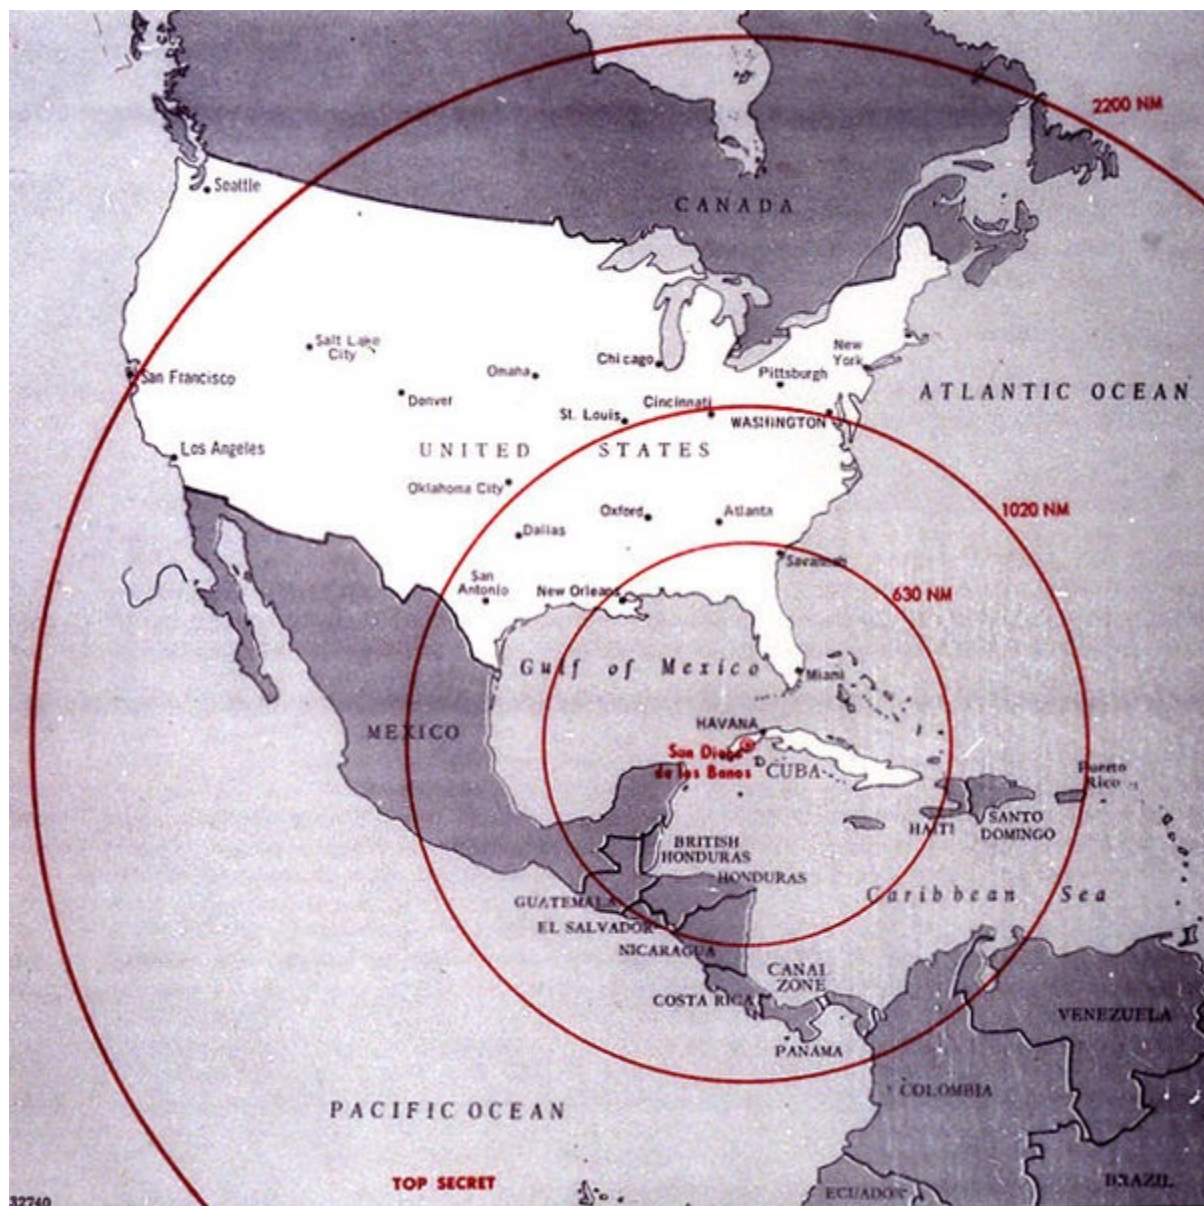 2200 NM
CANADA
Seattle
Salt Lake
City
New
York
Chicago
Pittsburgh
San Francisco
Omaha
Denver
ATLANTIC OCEAN
Cincinnati
St. Louis
WASHINGTON
Los Angeles
UNITED STATES
Oklahoma City
1020 NM
Oxford
Atlanta
Dallas
Savannah
San
Antonio
New Orleans
630 NM
Gulf of Mexico
Miami
HAVANA
MEXICO
San Diego
de los Banos
CUBA
Puerto
Rico
HAITI
SANTO
DOMINGO
BRITISH
HONDURAS
HONDURAS
Caribbean Sea
GUATEMALA
EL SALVADOR
NICARAGUA
CANAL
ZONE
COSTA RICA
VENEZUELA
PANAMA
COLOMBIA
PACIFIC OCEAN
TOP SECRET
BRAZIL
ECUADOR
32740